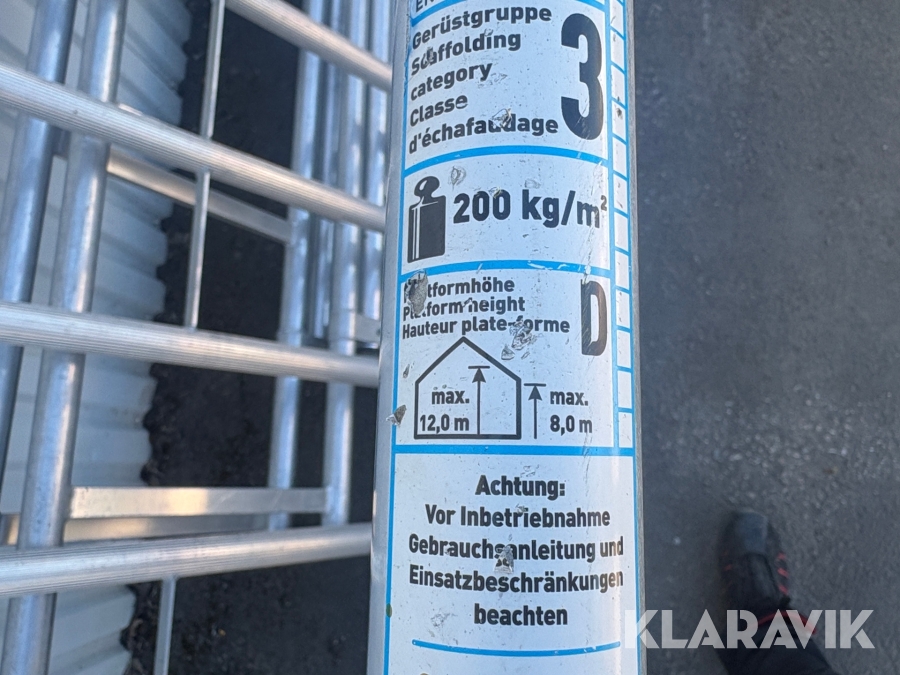 Gerüstgruppe
Scaffolding
category
Classe
d'échafaudage
3
200 kg/m²
Plattformhöhe
Platform height
Hauteur plate-forme
D
max.
12,0 m
max.
8,0 m
Achtung:
Vor Inbetriebnahme
Gebrauchsanleitung und
Einsatzbeschränkungen
beachten
KLARAVIK